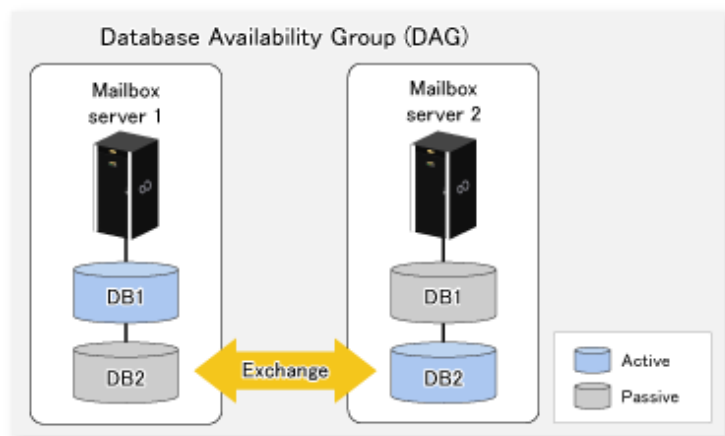 Database Availability Group (DAG)
Mailbox
server 1
Mailbox
server 2
DB1
DB2
DB1
DB2
Exchange
Active
Passive